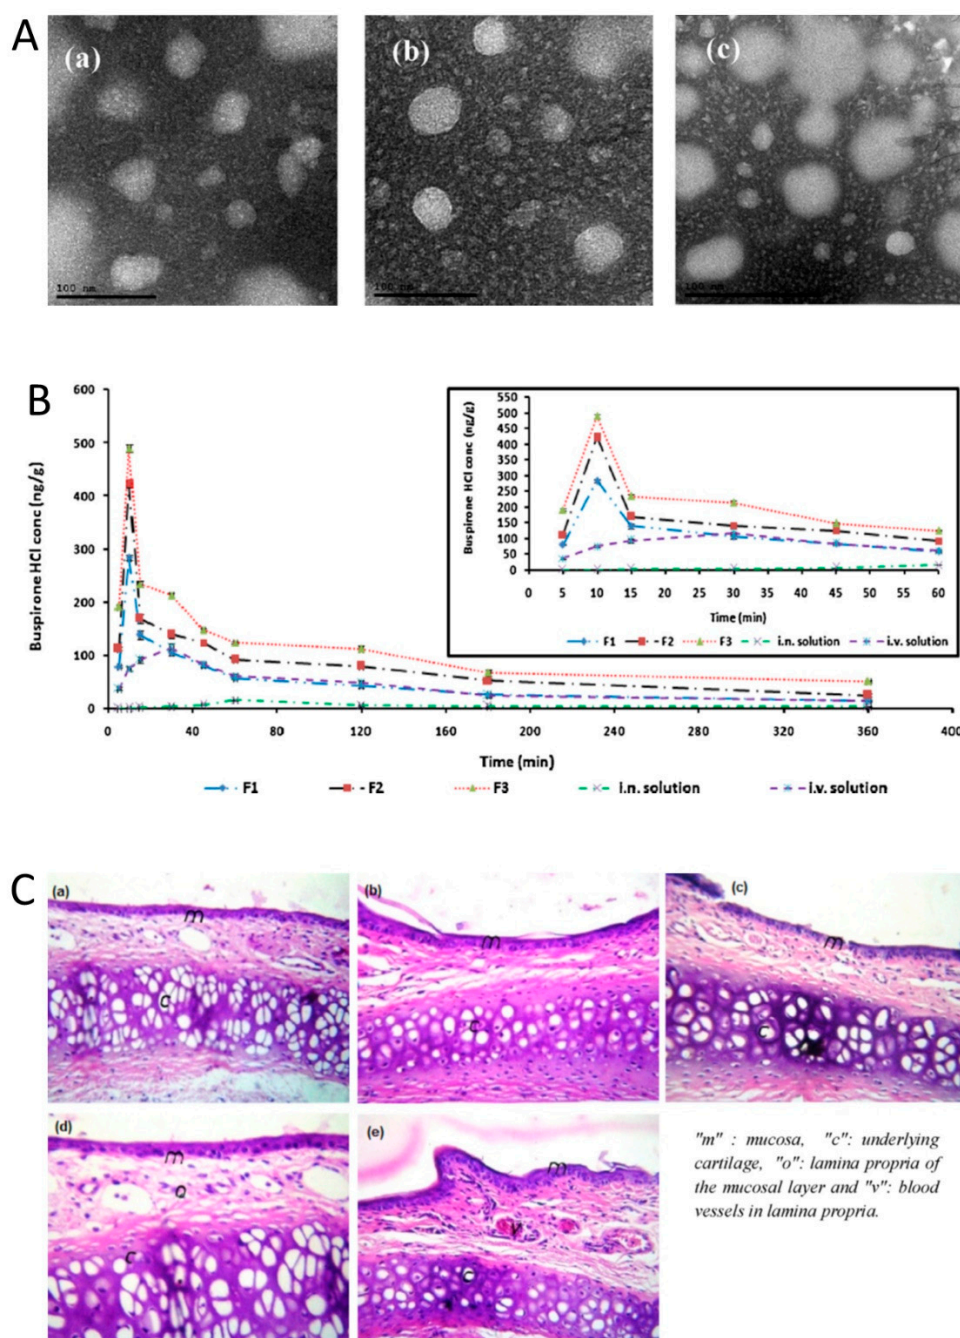 A
(a)
(b)
(c)
100 nm
100 nm
100 nm
B
Buspirone HCl conc (ng/g)
600
500
400
300
200
100
0
0 40 80 120 160 200 240 280 320 360 400
Time (min)
F1 F2 F3 i.n. solution i.v. solution
Buspirone HCl conc (ng/g)
550
500
450
400
350
300
250
200
150
100
50
0
0 5 10 15 20 25 30 35 40 45 50 55 60
Time (min)
F1 F2 F3 i.n. solution i.v. solution
C
(a)
m
c
(b)
m
c
(c)
m
c
(d)
m
o
c
(e)
m
v
c
"m" : mucosa, "c": underlying
cartilage, "o": lamina propria of
the mucosal layer and "v": blood
vessels in lamina propria.